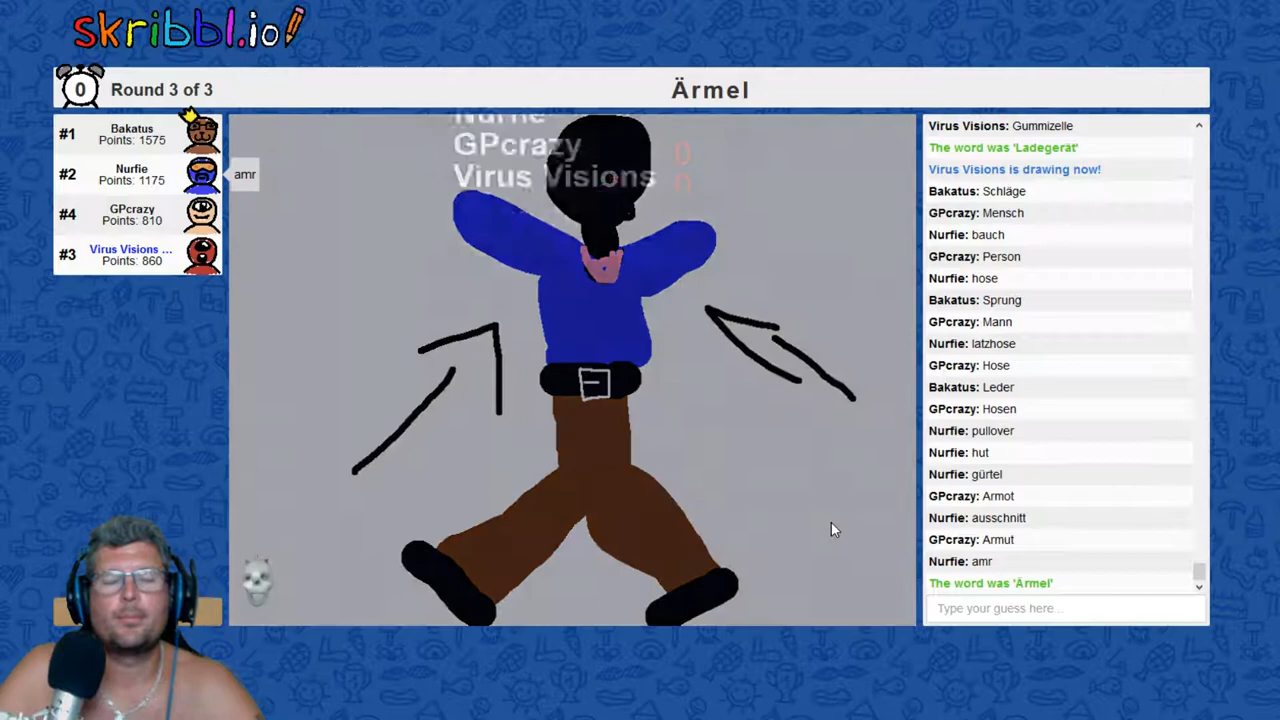 skribbl.io
0 Round 3 of 3 Ärmel
#1 Bakatus
Points: 1575
#2 Nurfie
Points: 1175
#4 GPcrazy
Points: 810
#3 Virus Visions ...
Points: 860
amr
Nurfie
GPcrazy 0
Virus Visions 0
Virus Visions: Gummizelle
The word was 'Ladegerät'
Virus Visions is drawing now!
Bakatus: Schläge
GPcrazy: Mensch
Nurfie: bauch
GPcrazy: Person
Nurfie: hose
Bakatus: Sprung
GPcrazy: Mann
Nurfie: latzhose
GPcrazy: Hose
Bakatus: Leder
GPcrazy: Hosen
Nurfie: pullover
Nurfie: hut
Nurfie: gürtel
GPcrazy: Armot
Nurfie: ausschnitt
GPcrazy: Armut
Nurfie: amr
The word was 'Ärmel'
Type your guess here...